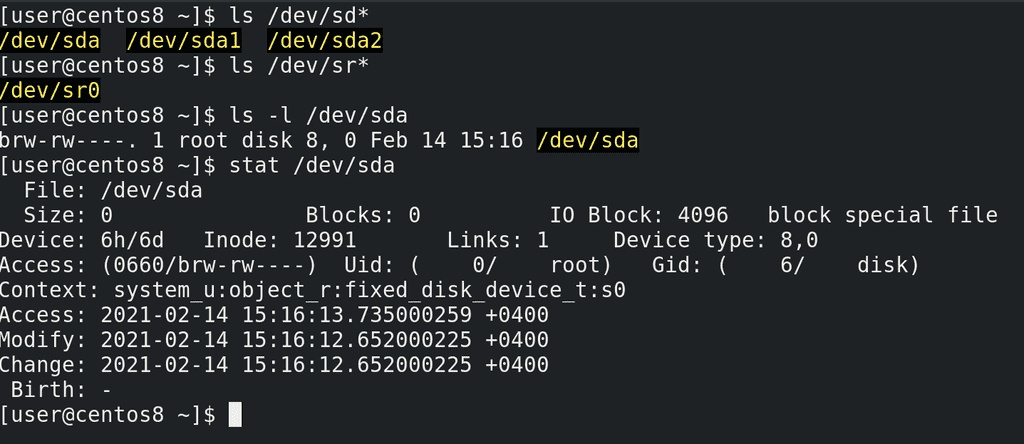 [user@centos8 ~]$ ls /dev/sd*
/dev/sda  /dev/sda1  /dev/sda2
[user@centos8 ~]$ ls /dev/sr*
/dev/sr0
[user@centos8 ~]$ ls -l /dev/sda
brw-rw----. 1 root disk 8, 0 Feb 14 15:16 /dev/sda
[user@centos8 ~]$ stat /dev/sda
  File: /dev/sda
  Size: 0               Blocks: 0          IO Block: 4096   block special file
Device: 6h/6d   Inode: 12991       Links: 1     Device type: 8,0
Access: (0660/brw-rw----)  Uid: (    0/    root)   Gid: (    6/    disk)
Context: system_u:object_r:fixed_disk_device_t:s0
Access: 2021-02-14 15:16:13.735000259 +0400
Modify: 2021-02-14 15:16:12.652000225 +0400
Change: 2021-02-14 15:16:12.652000225 +0400
 Birth: -
[user@centos8 ~]$